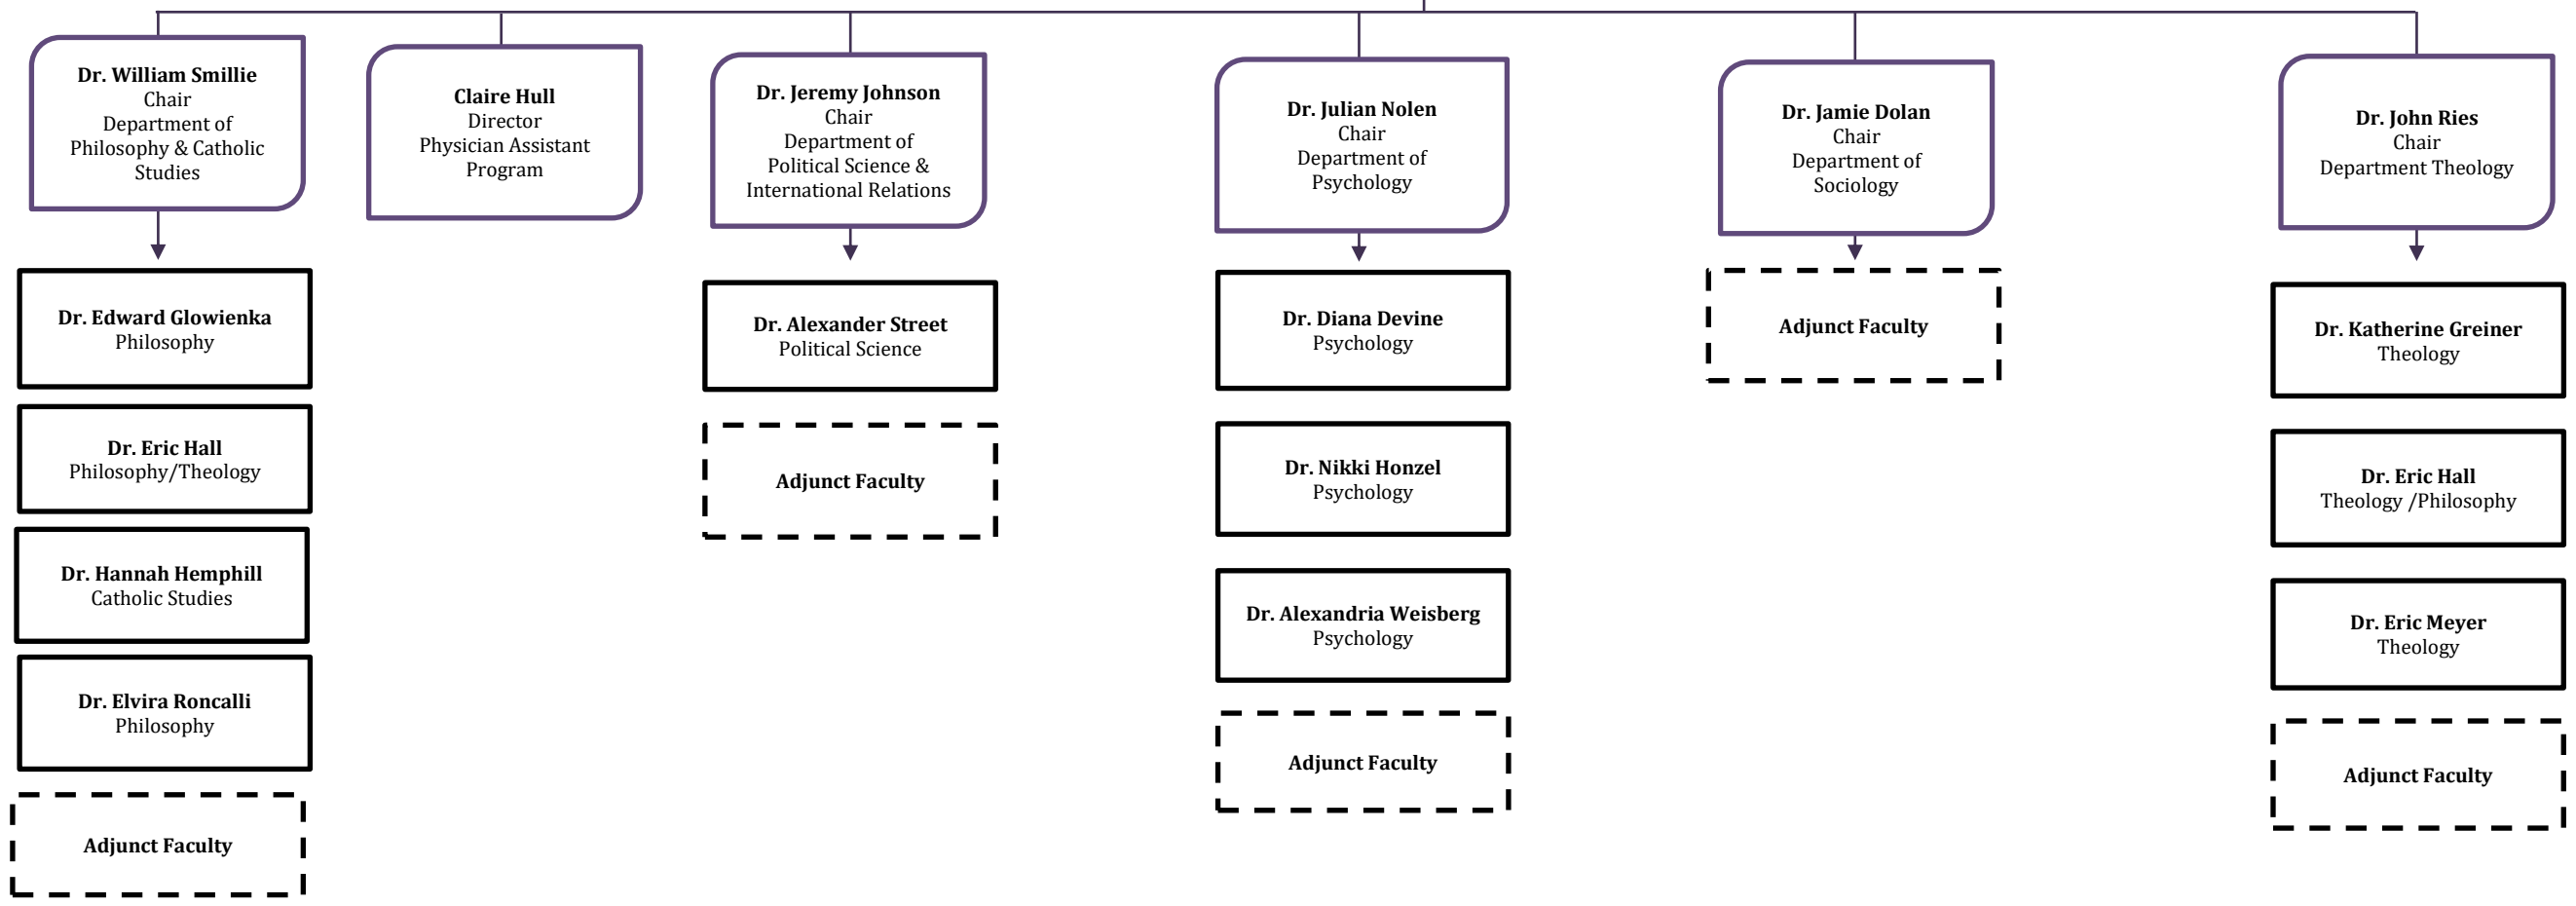 Dr. William Smillie
Chair
Department of
Philosophy & Catholic
Studies
Claire Hull
Director
Physician Assistant
Program
Dr. Jeremy Johnson
Chair
Department of
Political Science &
International Relations
Dr. Julian Nolen
Chair
Department of
Psychology
Dr. Jamie Dolan
Chair
Department of
Sociology
Dr. John Ries
Chair
Department Theology
Dr. Edward Glowienka
Philosophy
Dr. Eric Hall
Philosophy/Theology
Dr. Hannah Hemphill
Catholic Studies
Dr. Elvira Roncalli
Philosophy
Adjunct Faculty
Dr. Alexander Street
Political Science
Adjunct Faculty
Dr. Diana Devine
Psychology
Dr. Nikki Honzel
Psychology
Dr. Alexandria Weisberg
Psychology
Adjunct Faculty
Adjunct Faculty
Dr. Katherine Greiner
Theology
Dr. Eric Hall
Theology /Philosophy
Dr. Eric Meyer
Theology
Adjunct Faculty